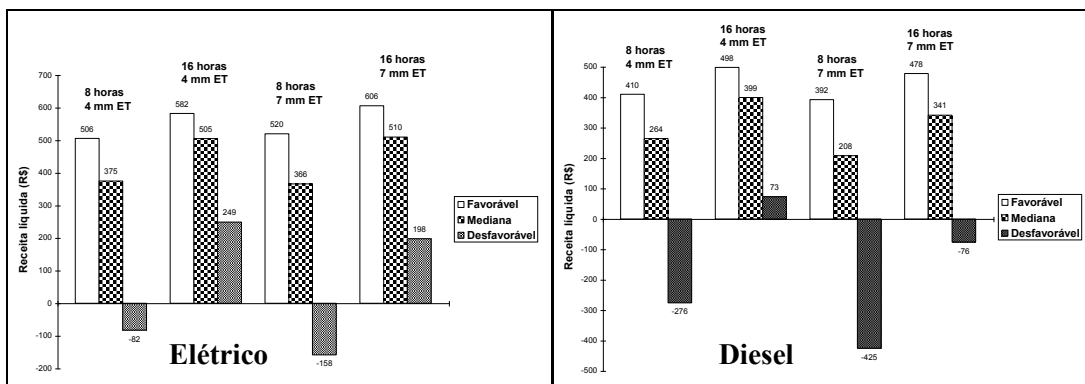 8 horas
4 mm ET
16 horas
4 mm ET
8 horas
7 mm ET
16 horas
7 mm ET
Receita líquida (R$)
700
600
500
400
300
200
100
0
-100
-200
506
375
-82
582
505
249
520
366
-158
606
510
198
Favorável
Mediana
Desfavorável
Elétrico
8 horas
4 mm ET
16 horas
4 mm ET
8 horas
7 mm ET
16 horas
7 mm ET
Receita líquida (R$)
500
400
300
200
100
0
-100
-200
-300
-400
-500
410
264
-276
498
399
73
392
208
-425
478
341
-76
Favorável
Mediana
Desfavorável
Diesel